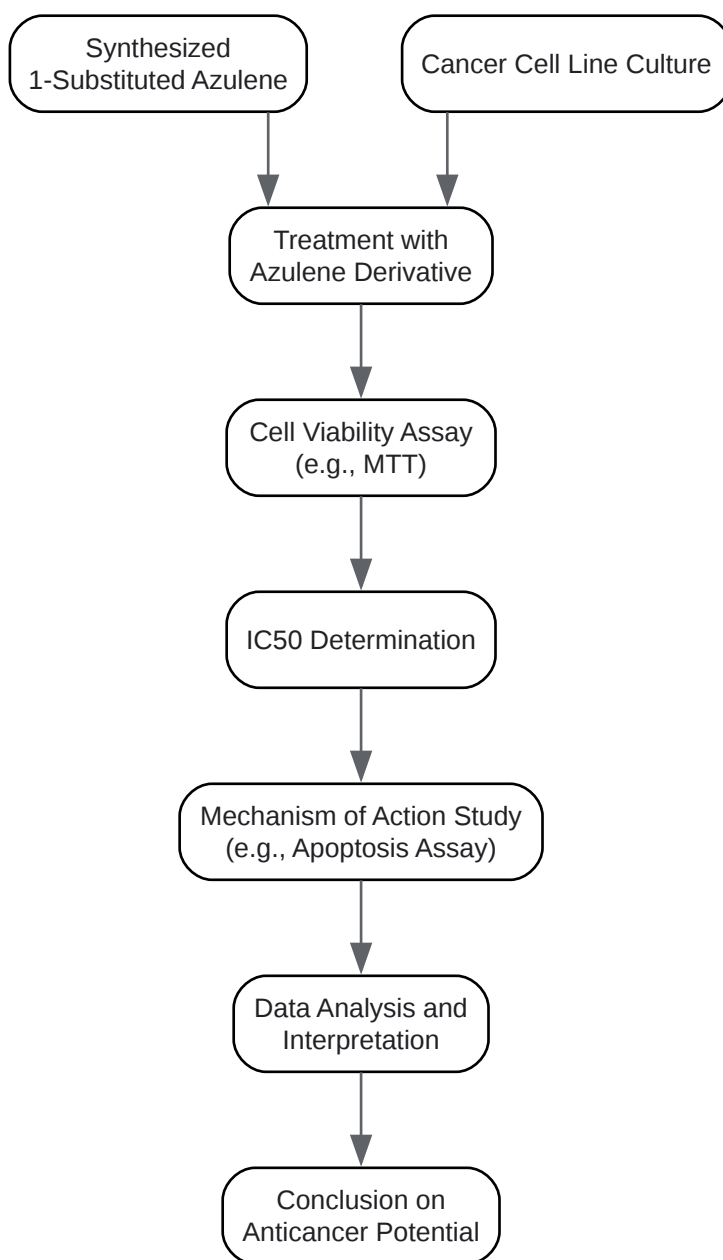 Synthesized
1-Substituted Azulene
Cancer Cell Line Culture
Treatment with
Azulene Derivative
Cell Viability Assay
(e.g., MTT)
IC50 Determination
Mechanism of Action Study
(e.g., Apoptosis Assay)
Data Analysis and
Interpretation
Conclusion on
Anticancer Potential